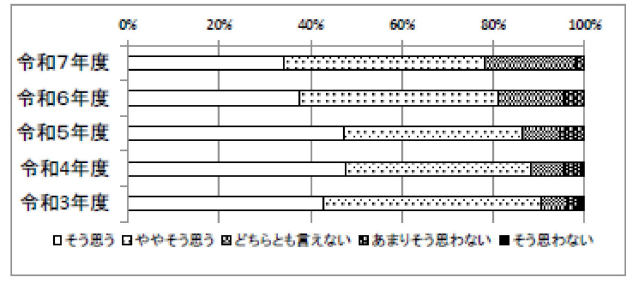 0% 20% 40% 60% 80% 100%
令和7年度
令和6年度
令和5年度
令和4年度
令和3年度
そう思う ややそう思う どちらとも言えない あまりそう思わない そう思わない